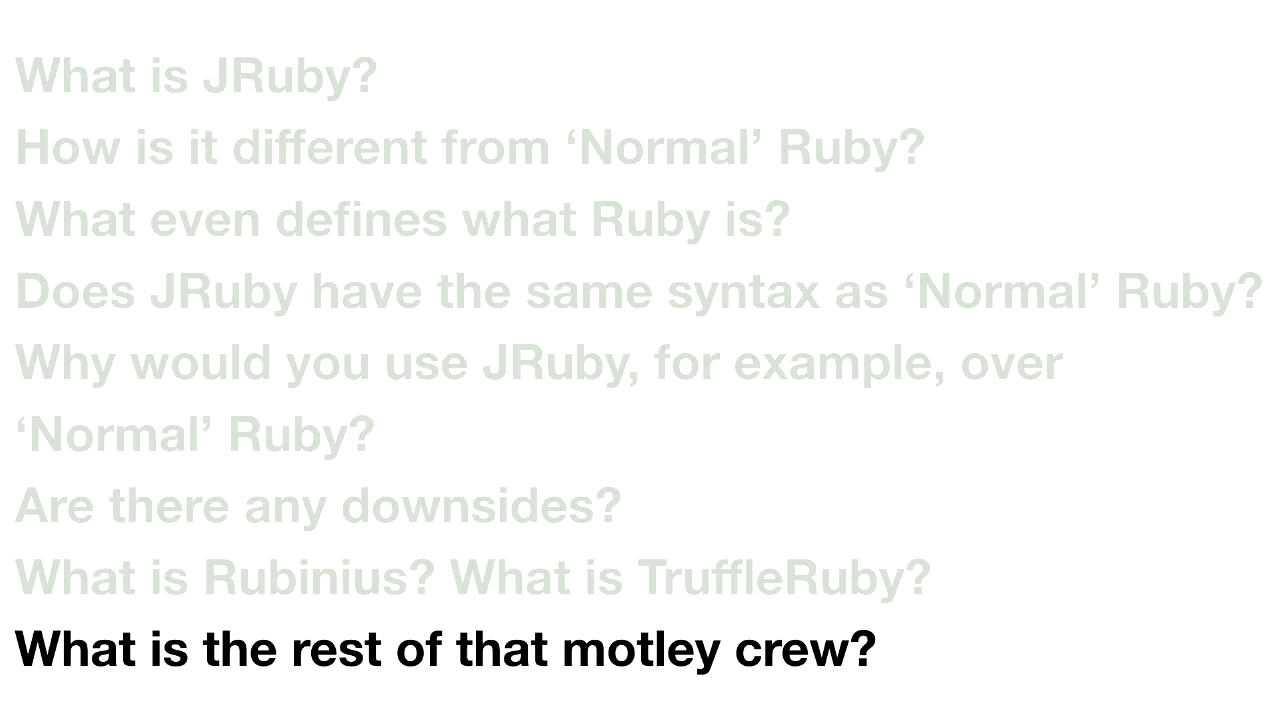 What is JRuby?
How is it different from ‘Normal’ Ruby?
What even defines what Ruby is?
Does JRuby have the same syntax as ‘Normal’ Ruby?
Why would you use JRuby, for example, over
‘Normal’ Ruby?
Are there any downsides?
What is Rubinius? What is TruffleRuby?
What is the rest of that motley crew?